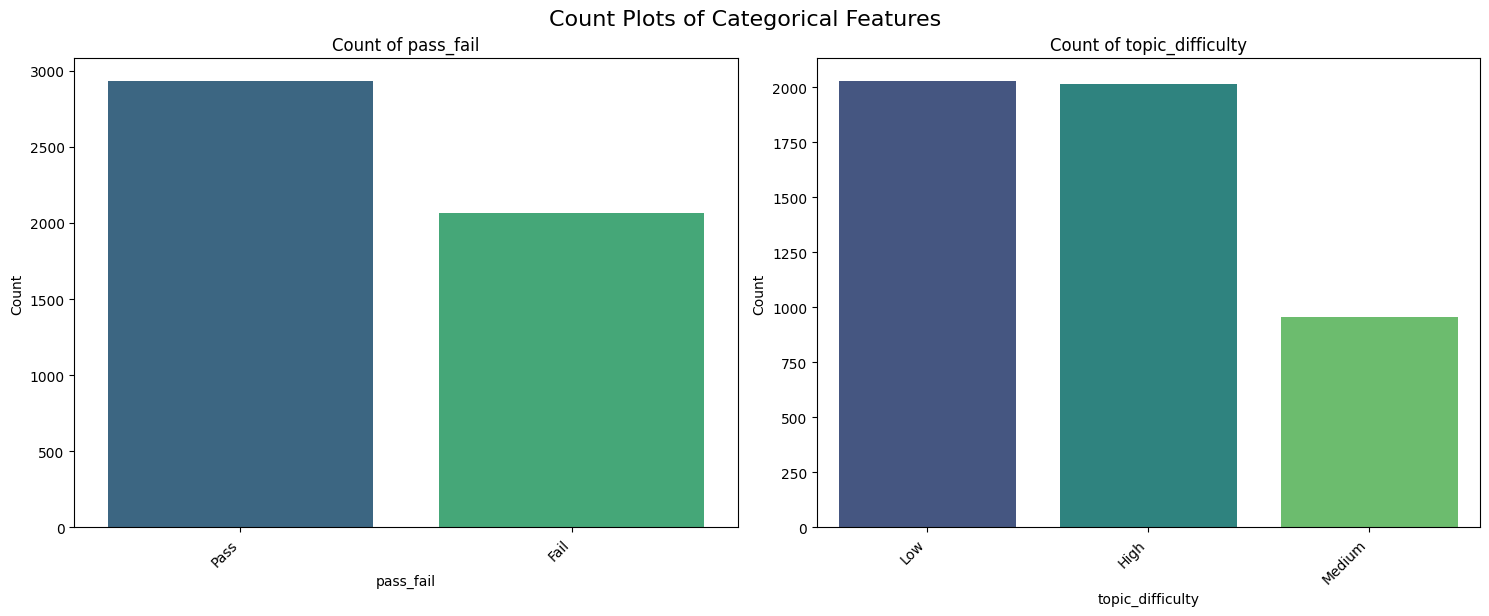 Count Plots of Categorical Features
Count of pass_fail
3000
2500
2000
1500
1000
500
0
Count
Pass
Fail
pass_fail
Count of topic_difficulty
2000
1750
1500
1250
1000
750
500
250
0
Count
Low
High
Medium
topic_difficulty